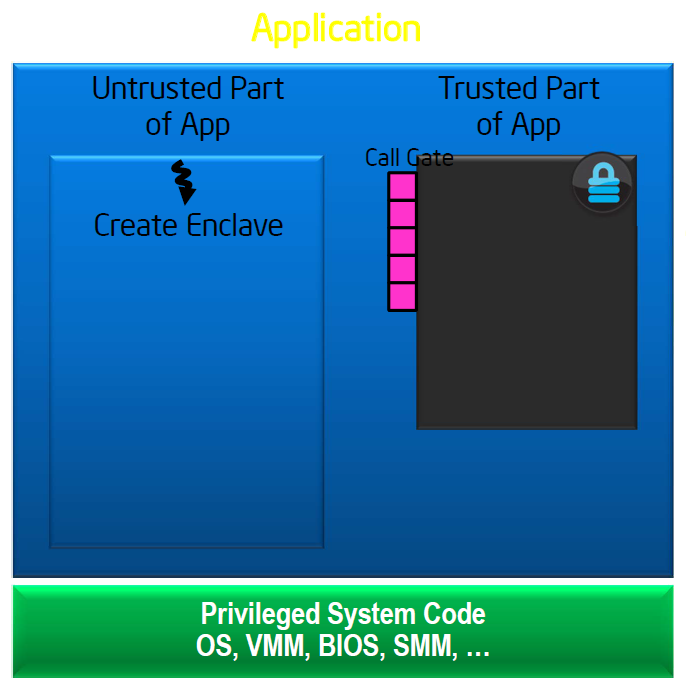 Application
Untrusted Part
of App
Trusted Part
of App
Call Gate
Create Enclave
Privileged System Code
OS, VMM, BIOS, SMM, …